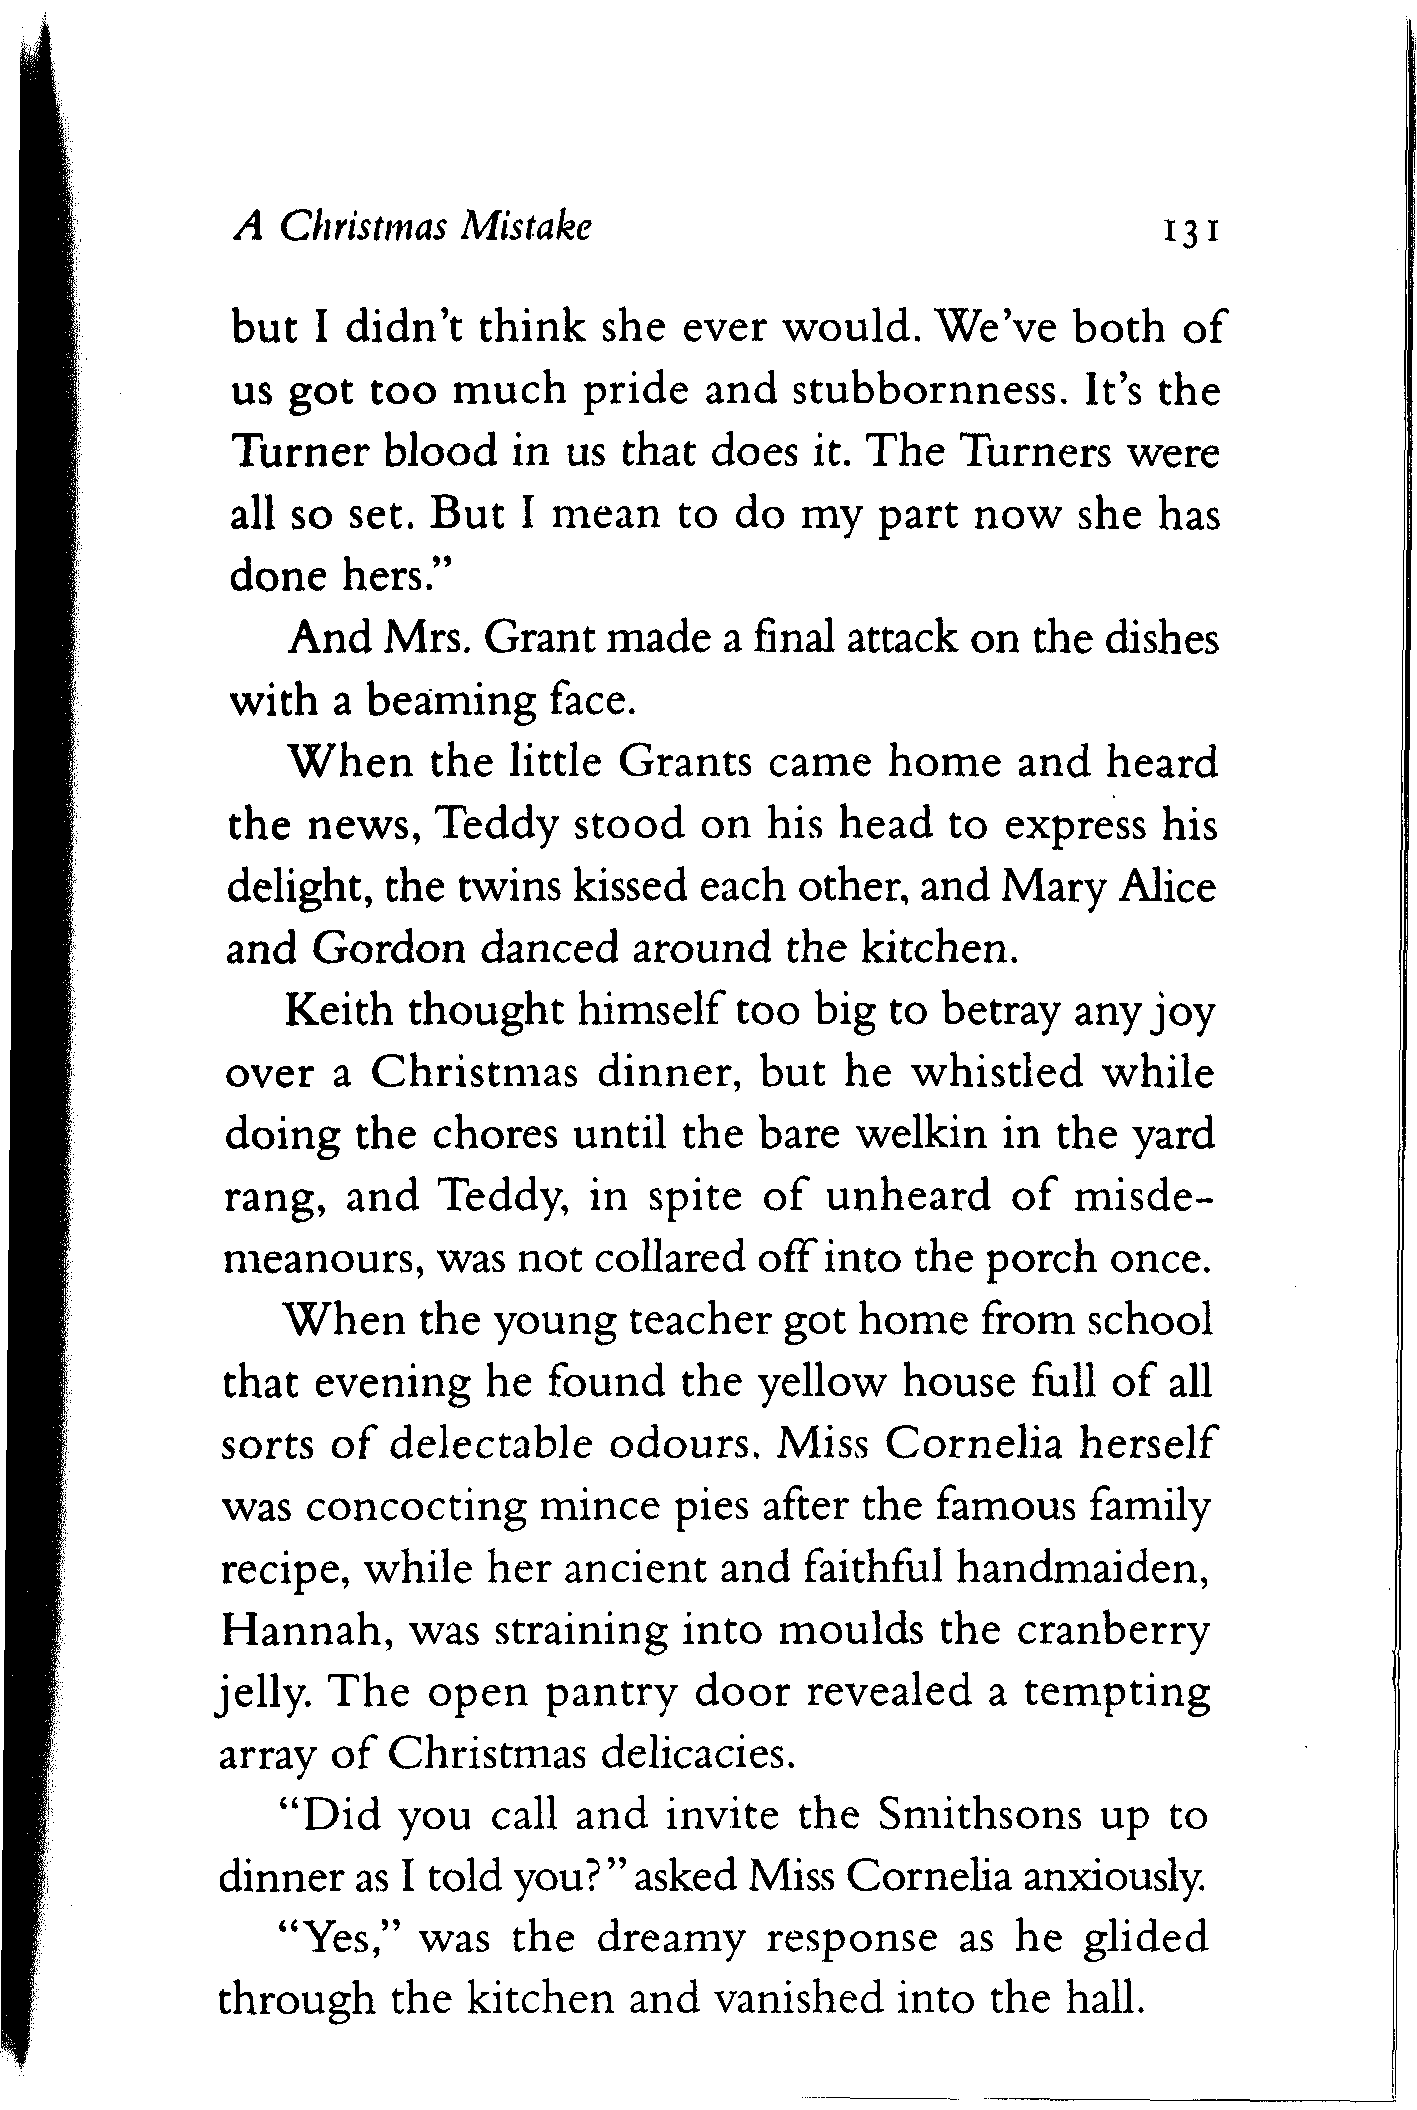 A Christmas Mistake 131
but I didn't think she ever would. We've both of
us got too much pride and stubbornness. It's the
Turner blood in us that does it. The Turners were
all so set. But I mean to do my part now she has
done hers."
And Mrs. Grant made a final attack on the dishes
with a beaming face.
When the little Grants came home and heard
the news, Teddy stood on his head to express his
delight, the twins kissed each other, and Mary Alice
and Gordon danced around the kitchen.
Keith thought himself too big to betray any joy
over a Christmas dinner, but he whistled while
doing the chores until the bare welkin in the yard
rang, and Teddy, in spite of unheard of misde-
meanours, was not collared off into the porch once.
When the young teacher got home from school
that evening he found the yellow house full of all
sorts of delectable odours. Miss Cornelia herself
was concocting mince pies after the famous family
recipe, while her ancient and faithful handmaiden,
Hannah, was straining into moulds the cranberry
jelly. The open pantry door revealed a tempting
array of Christmas delicacies.
"Did you call and invite the Smithsons up to
dinner as I told you?" asked Miss Cornelia anxiously.
"Yes," was the dreamy response as he glided
through the kitchen and vanished into the hall.